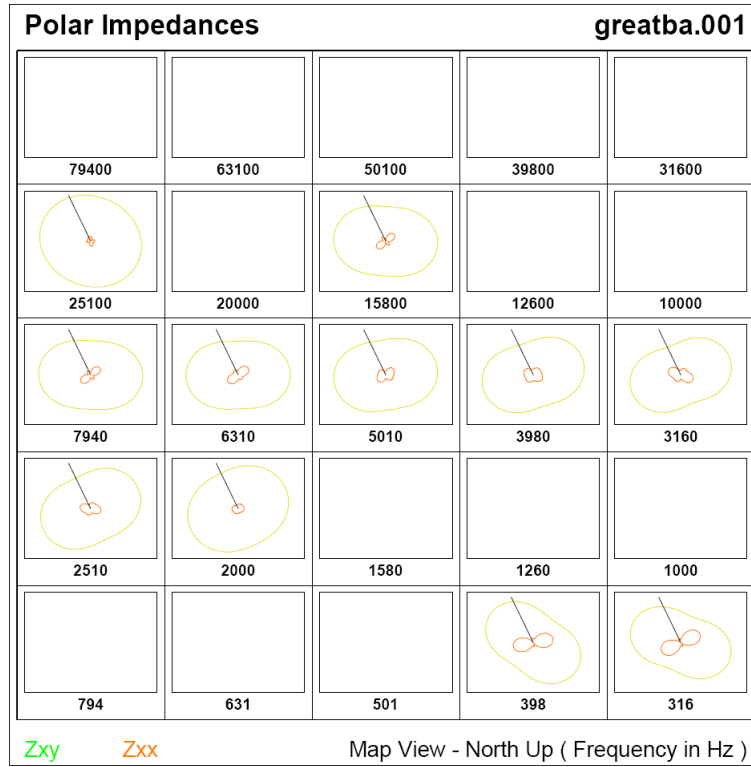 Polar Impedances greatba.001
79400 63100 50100 39800 31600
25100 20000 15800 12600 10000
7940 6310 5010 3980 3160
2510 2000 1580 1260 1000
794 631 501 398 316
Zxy Zxx Map View - North Up ( Frequency in Hz )